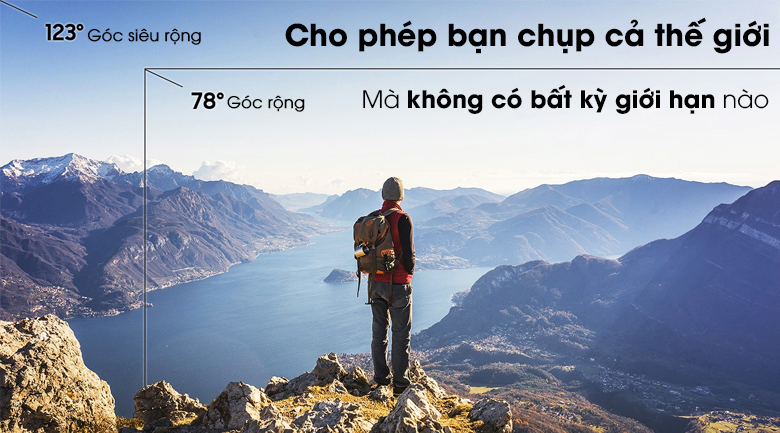 123° Góc siêu rộng
Cho phép bạn chụp cả thế giới
78° Góc rộng
Mà không có bất kỳ giới hạn nào